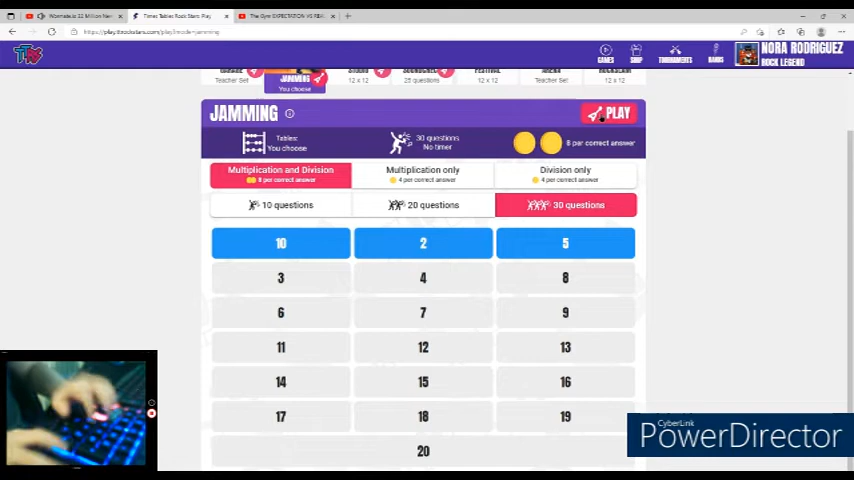 Times Tables Rock Stars: Play
The Gym EXPECTATION VS REAL
https://play.ttrockstars.com/play?mode=jamming
GAMES
SHOP
TOURNAMENTS
BANDS
NORA RODRIGUEZ
ROCK LEGEND
JAMMING
Teacher Set
You choose
12 x 12
25 questions
12 x 12
Teacher Set
12 x 12
JAMMING
PLAY
Tables:
You choose
30 questions
No timer
8 per correct answer
Multiplication and Division
8 per correct answer
Multiplication only
4 per correct answer
Division only
4 per correct answer
10 questions
20 questions
30 questions
10
2
5
3
4
8
6
7
9
11
12
13
14
15
16
17
18
19
20
CyberLink
PowerDirector